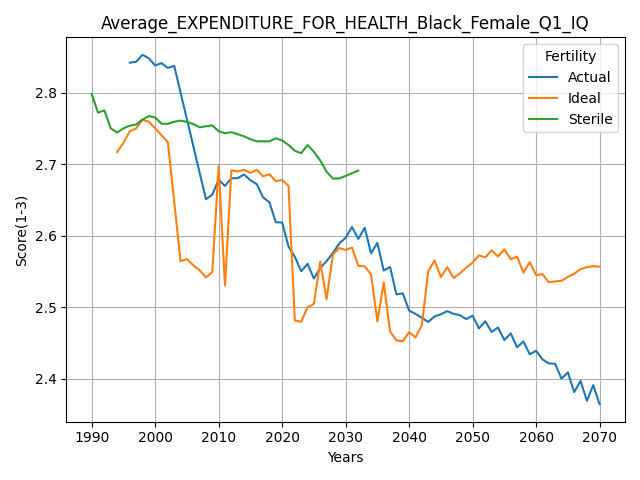 Average_EXPENDITURE_FOR_HEALTH_Black_Female_Q1_IQ
Fertility
Actual
Ideal
Sterile
Score(1-3)
2.8
2.7
2.6
2.5
2.4
1990 2000 2010 2020 2030 2040 2050 2060 2070
Years